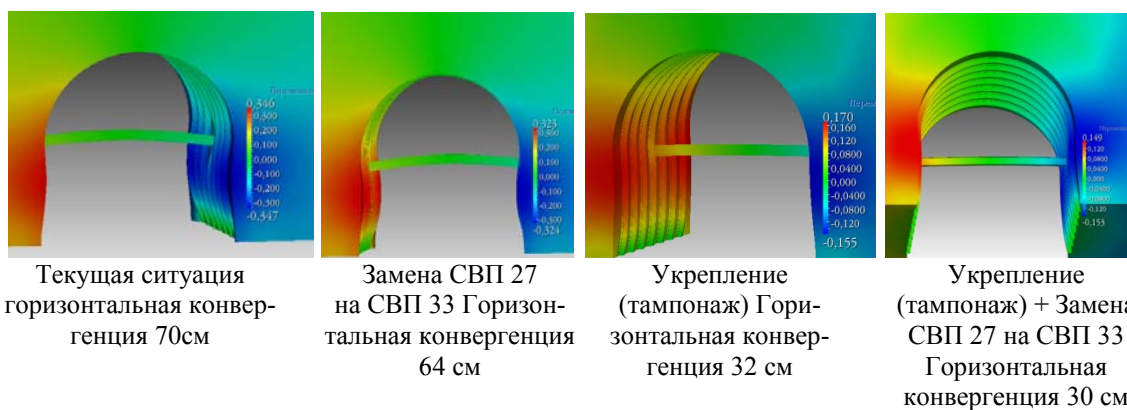 Перемещ
0,346
0,300
0,200
0,100
0,000
-0,100
-0,200
-0,300
-0,347
Текущая ситуация
горизонтальная конвер-
генция 70см
0,323
0,300
0,200
0,100
0,000
-0,100
-0,200
-0,300
-0,324
Замена СВП 27
на СВП 33 Горизон-
тальная конвергенция
64 см
Перем
0,170
0,160
0,120
0,0800
0,0400
0,000
-0,0400
-0,0800
-0,120
-0,155
Укрепление
(тампонаж) Гори-
зонтальная конвер-
генция 32 см
0,149
0,120
0,0800
0,0400
0,000
-0,0400
-0,0800
-0,120
-0,153
Укрепление
(тампонаж) + Замена
СВП 27 на СВП 33
Горизонтальная
конвергенция 30 см